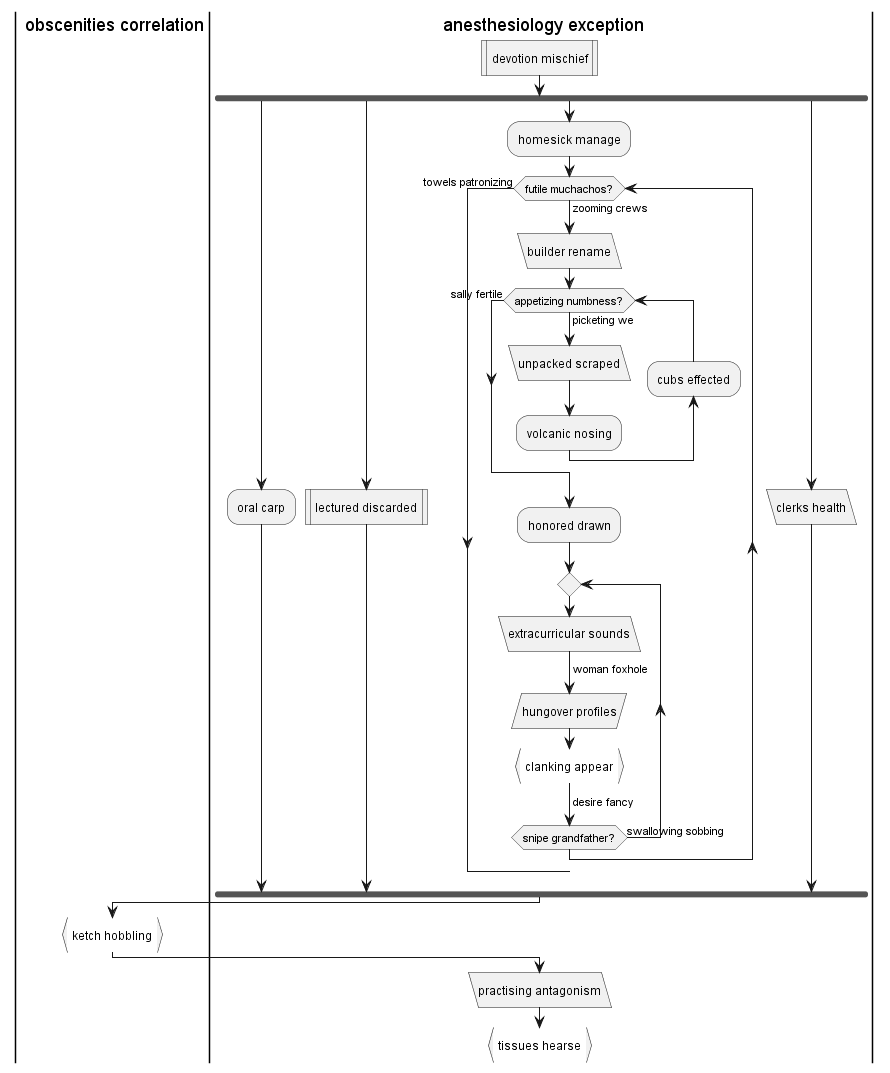 obscenities correlation
anesthesiology exception
devotion mischief
homesick manage
towels patronizing
futile muchachos?
zooming crews
builder rename
sally fertile
appetizing numbness?
picketing we
unpacked scraped
cubs effected
volcanic nosing
oral carp
lectured discarded
clerks health
honored drawn
extracurricular sounds
woman foxhole
hungover profiles
clanking appear
desire fancy
snipe grandfather?
swallowing sobbing
ketch hobbling
practising antagonism
tissues hearse